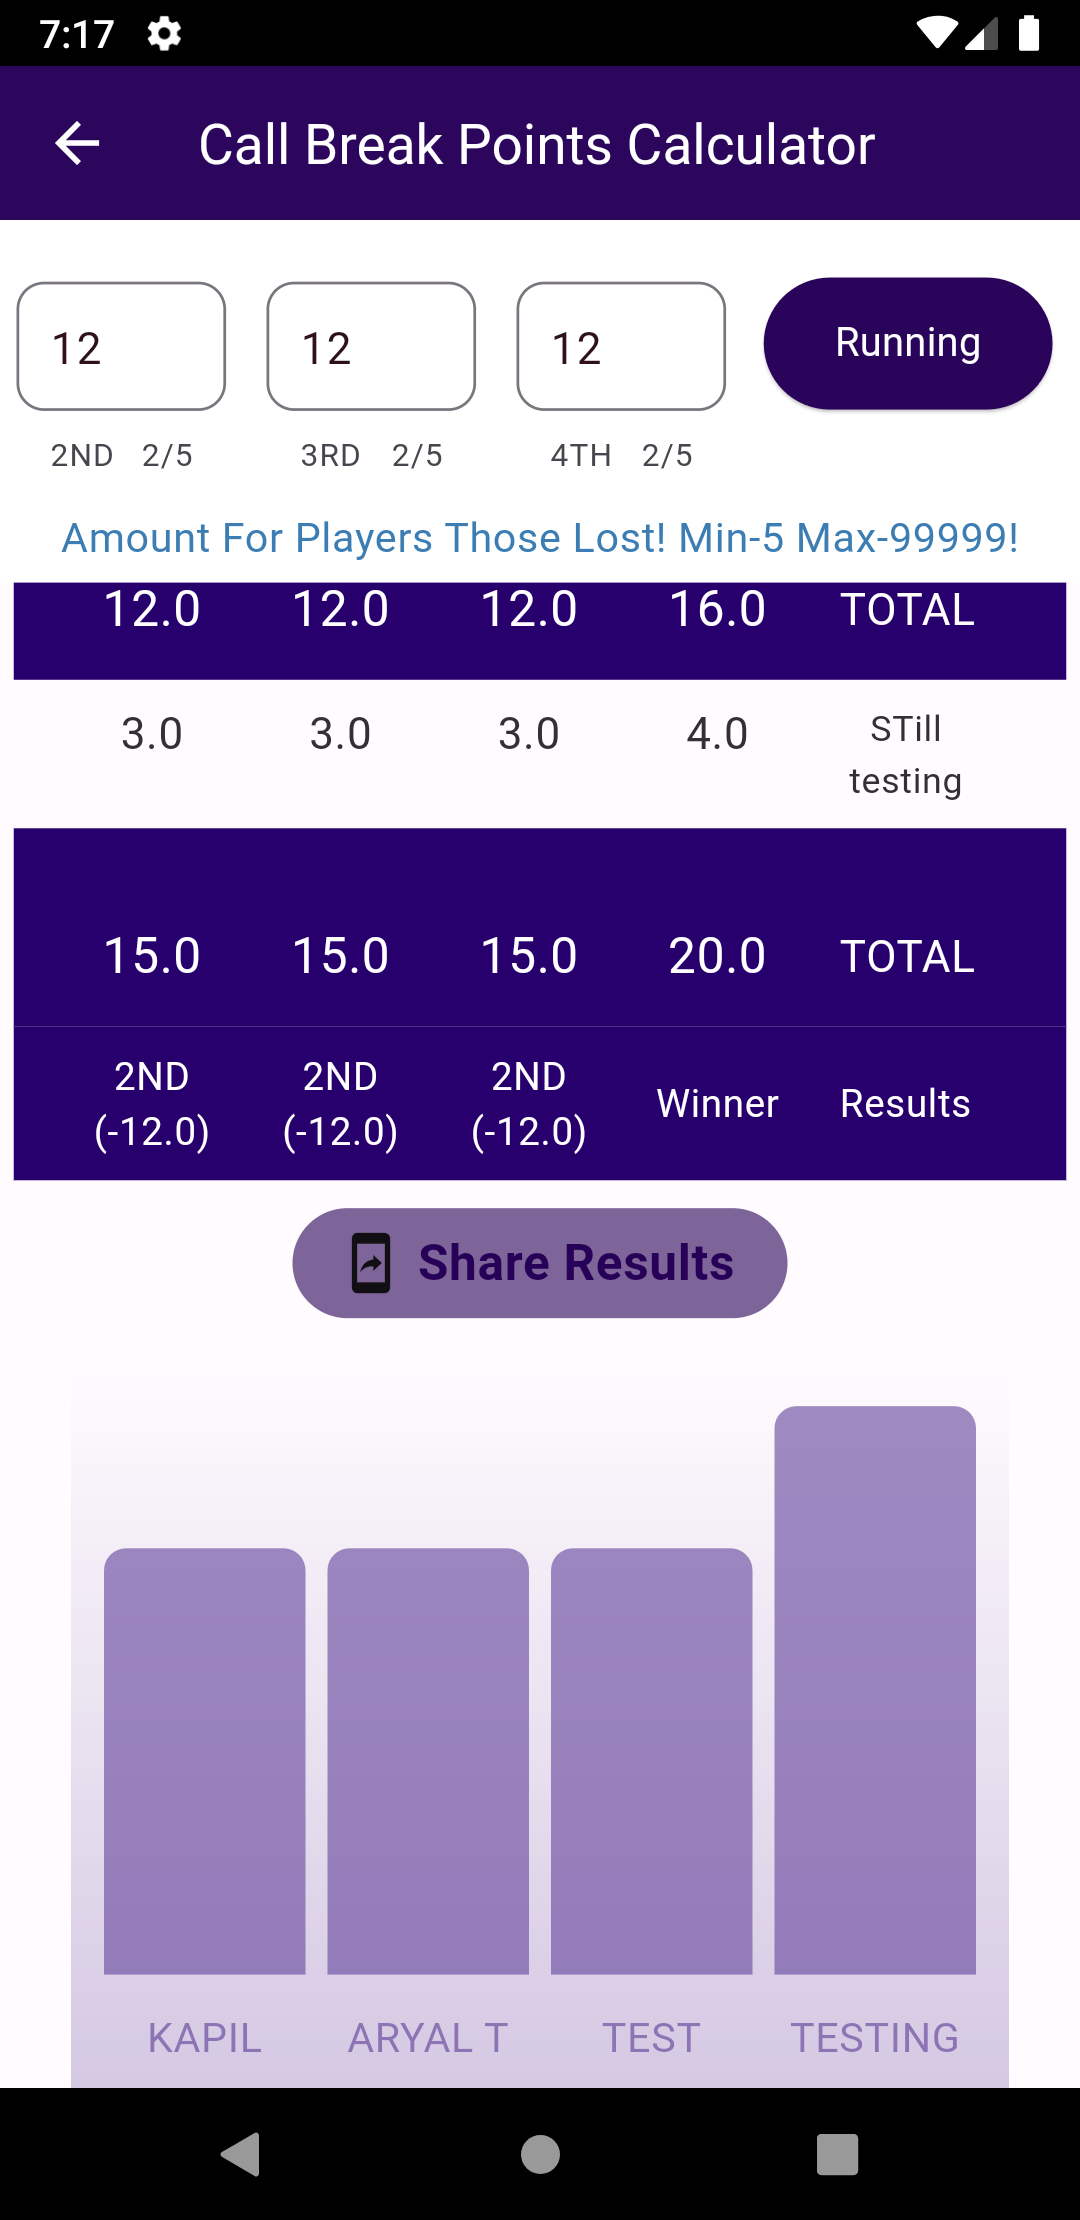 7:17
Call Break Points Calculator
12 12 12 Running
2ND 2/5 3RD 2/5 4TH 2/5
Amount For Players Those Lost! Min-5 Max-99999!
12.0 12.0 12.0 16.0 TOTAL
3.0 3.0 3.0 4.0 STill
testing
15.0 15.0 15.0 20.0 TOTAL
2ND 2ND 2ND Winner Results
(-12.0) (-12.0) (-12.0)
Share Results
KAPIL ARYAL T TEST TESTING